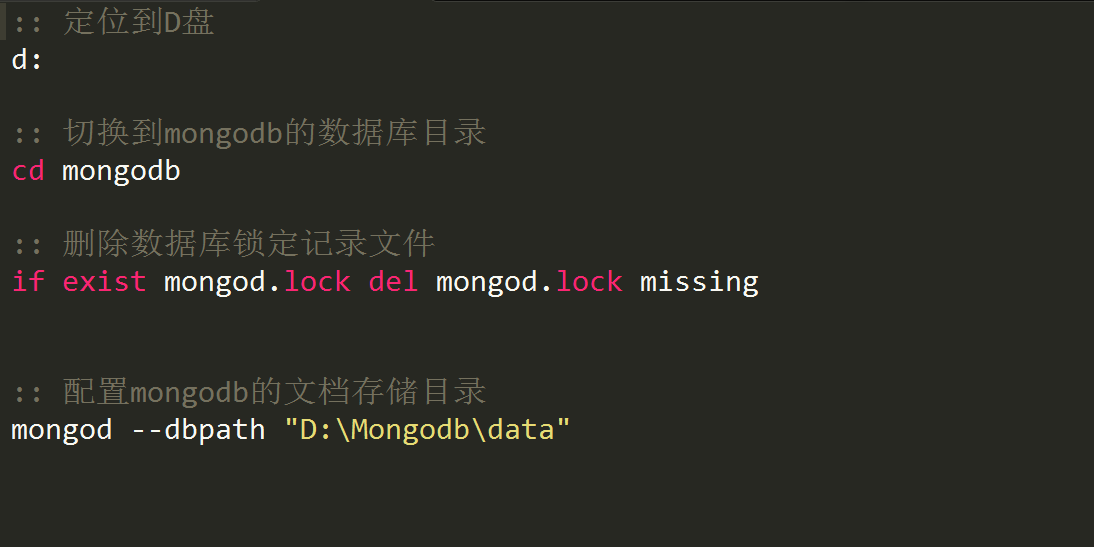 :: 定位到D盘
d:
:: 切换到mongodb的数据库目录
cd mongodb
:: 删除数据库锁定记录文件
if exist mongod.lock del mongod.lock missing
:: 配置mongodb的文档存储目录
mongod --dbpath "D:\Mongodb\data"